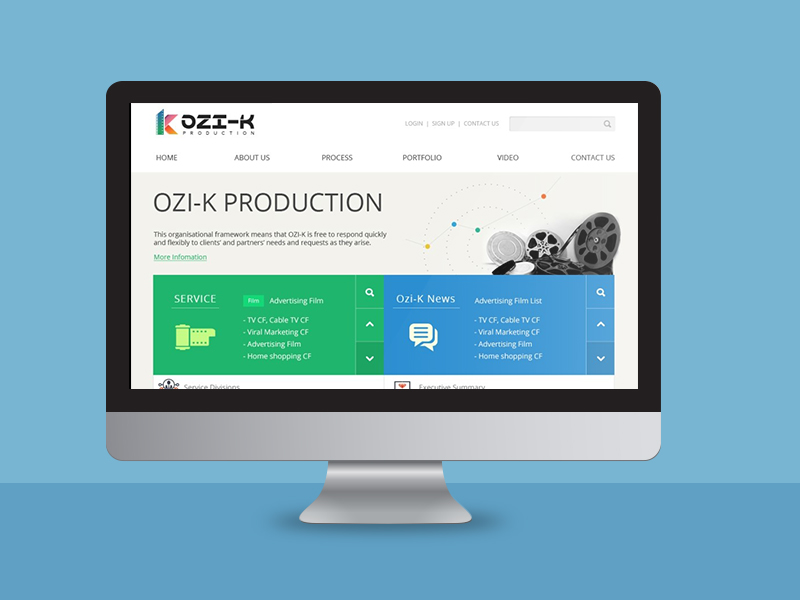 OZI-K
PRODUCTION
LOGIN | SIGN UP | CONTACT US
HOME ABOUT US PROCESS PORTFOLIO VIDEO CONTACT US
OZI-K PRODUCTION
This organisational framework means that OZI-K is free to respond quickly
and flexibly to clients' and partners' needs and requests as they arise.
More Infomation
SERVICE
Film Advertising Film
- TV CF, Cable TV CF
- Viral Marketing CF
- Advertising Film
- Home shopping CF
Ozi-K News
Advertising Film List
- TV CF, Cable TV CF
- Viral Marketing CF
- Advertising Film
- Home shopping CF
Service Divisions
Executive Summary